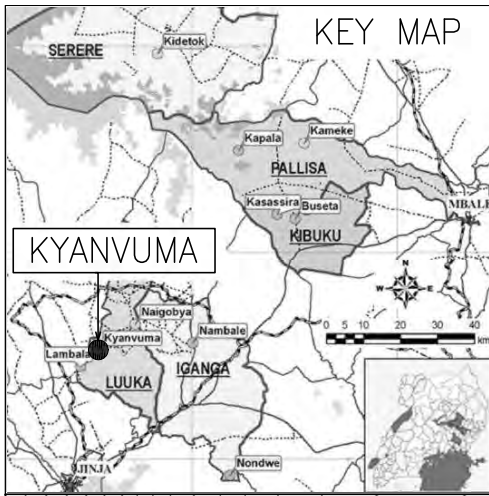 KEY MAP
SERERE
Kidetok
Kapala
Kameke
PALLISA
MBALE
Kasassira
Buseta
KIBUKU
KYANVUMA
N
W E
S
Naigobya
Kyanvuma
Nambale
Lambala
0 5 10 20 30 40
km
LUUKA
IGANGA
JINJA
Nondwe